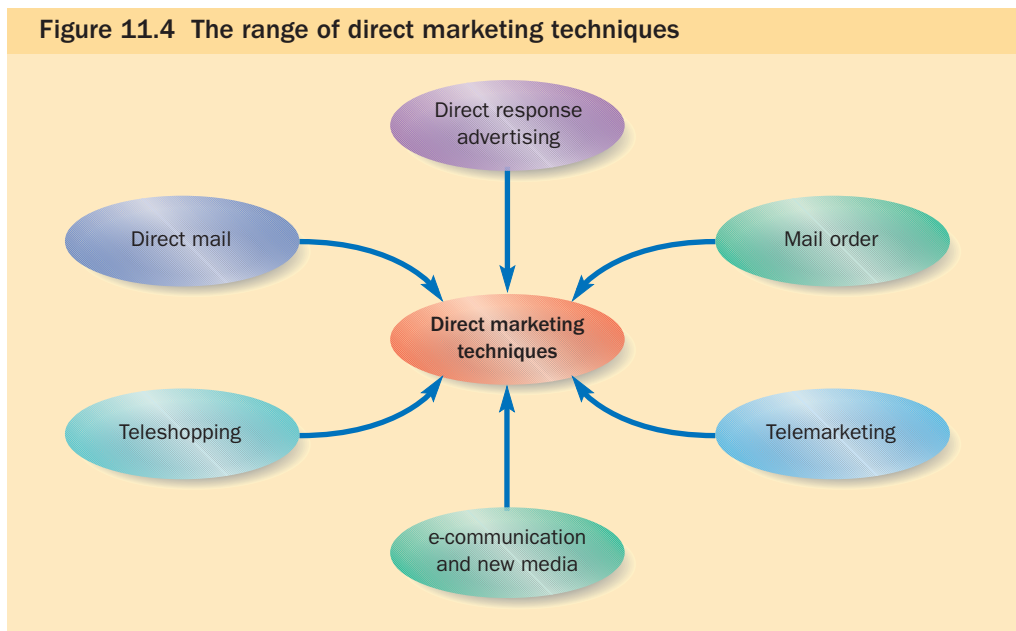 Figure 11.4 The range of direct marketing techniques
Direct response
advertising
Direct mail
Mail order
Direct marketing
techniques
Teleshopping
Telemarketing
e-communication
and new media